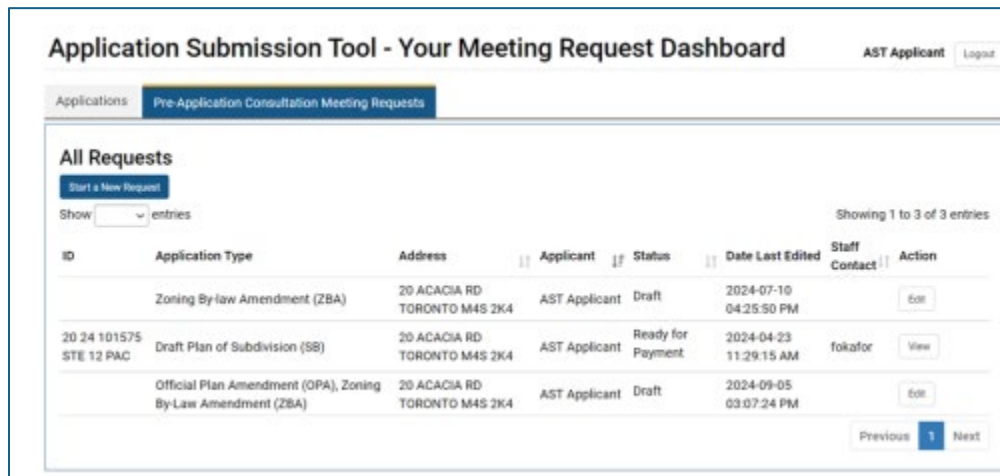 Application Submission Tool - Your Meeting Request Dashboard
AST Applicant Logout
Applications Pre-Application Consultation Meeting Requests
All Requests
Start a New Request
Show entries
Showing 1 to 3 of 3 entries
ID Application Type Address Applicant Status Date Last Edited Staff Contact Action
Zoning By-law Amendment (ZBA) 20 ACACIA RD TORONTO M4S 2K4 AST Applicant Draft 2024-07-10 04:25:50 PM Edit
20 24 101575 STE 12 PAC Draft Plan of Subdivision (SB) 20 ACACIA RD TORONTO M4S 2K4 AST Applicant Ready for Payment 2024-04-23 11:29:15 AM fokafor View
Official Plan Amendment (OPA), Zoning By-Law Amendment (ZBA) 20 ACACIA RD TORONTO M4S 2K4 AST Applicant Draft 2024-09-05 03:07:24 PM Edit
Previous 1 Next